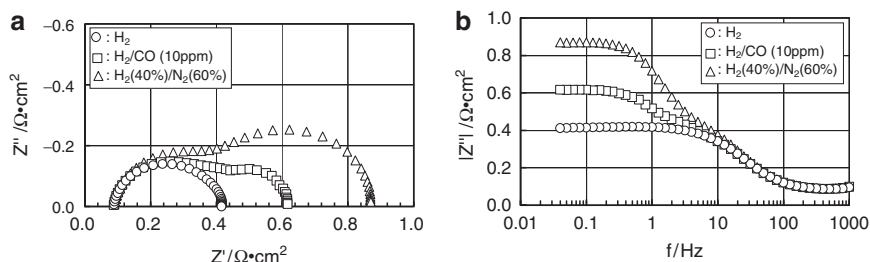 a
−0.6
−0.4
−0.2
0.0
Z''/Ω•cm²
○: H₂
□: H₂/CO (10ppm)
△: H₂(40%)/N₂(60%)
0.0 0.2 0.4 0.6 0.8 1.0
Z'/Ω•cm²
b
1.0
0.8
0.6
0.4
0.2
0.0
|Z''|/Ω•cm²
○: H₂
□: H₂/CO (10ppm)
△: H₂(40%)/N₂(60%)
0.01 0.1 1 10 100 1000
f/Hz